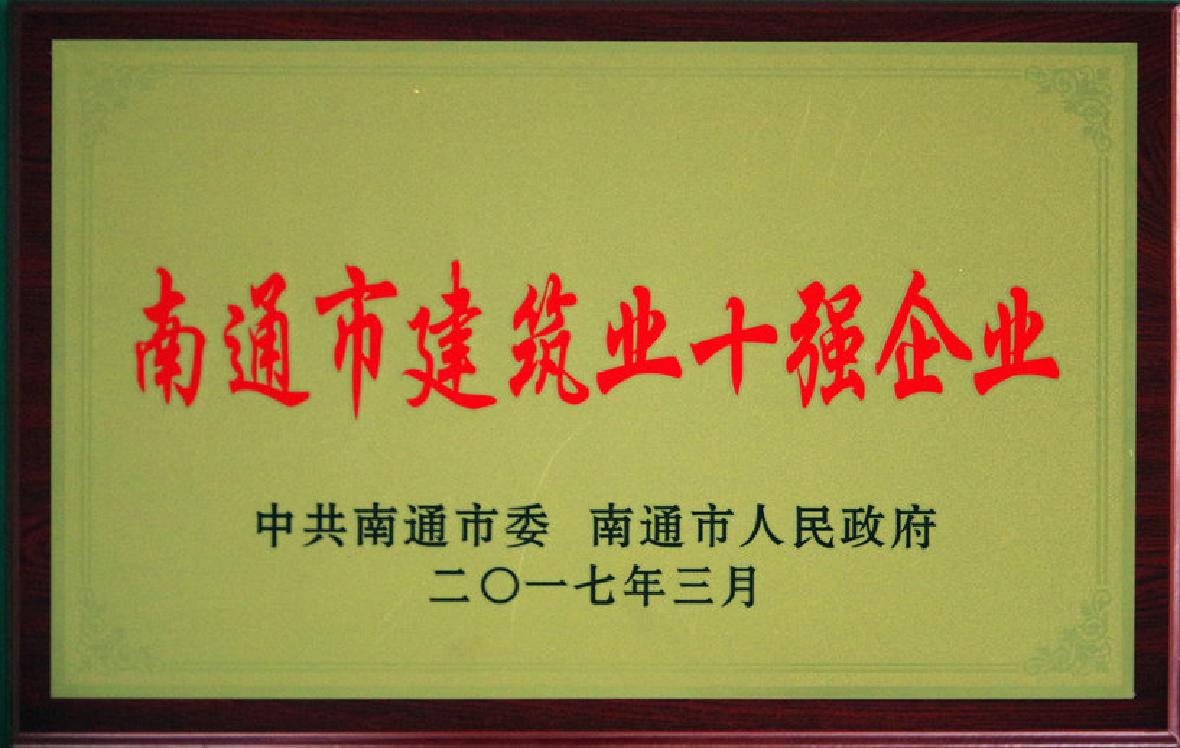 南通市建筑业十强企业
中共南通市委 南通市人民政府
二〇一七年三月